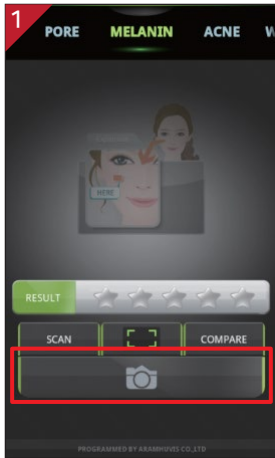 1
PORE MELANIN ACNE W
HERE
RESULT
SCAN COMPARE
PROGRAMMED BY ARAMHUVIS CO.,LTD